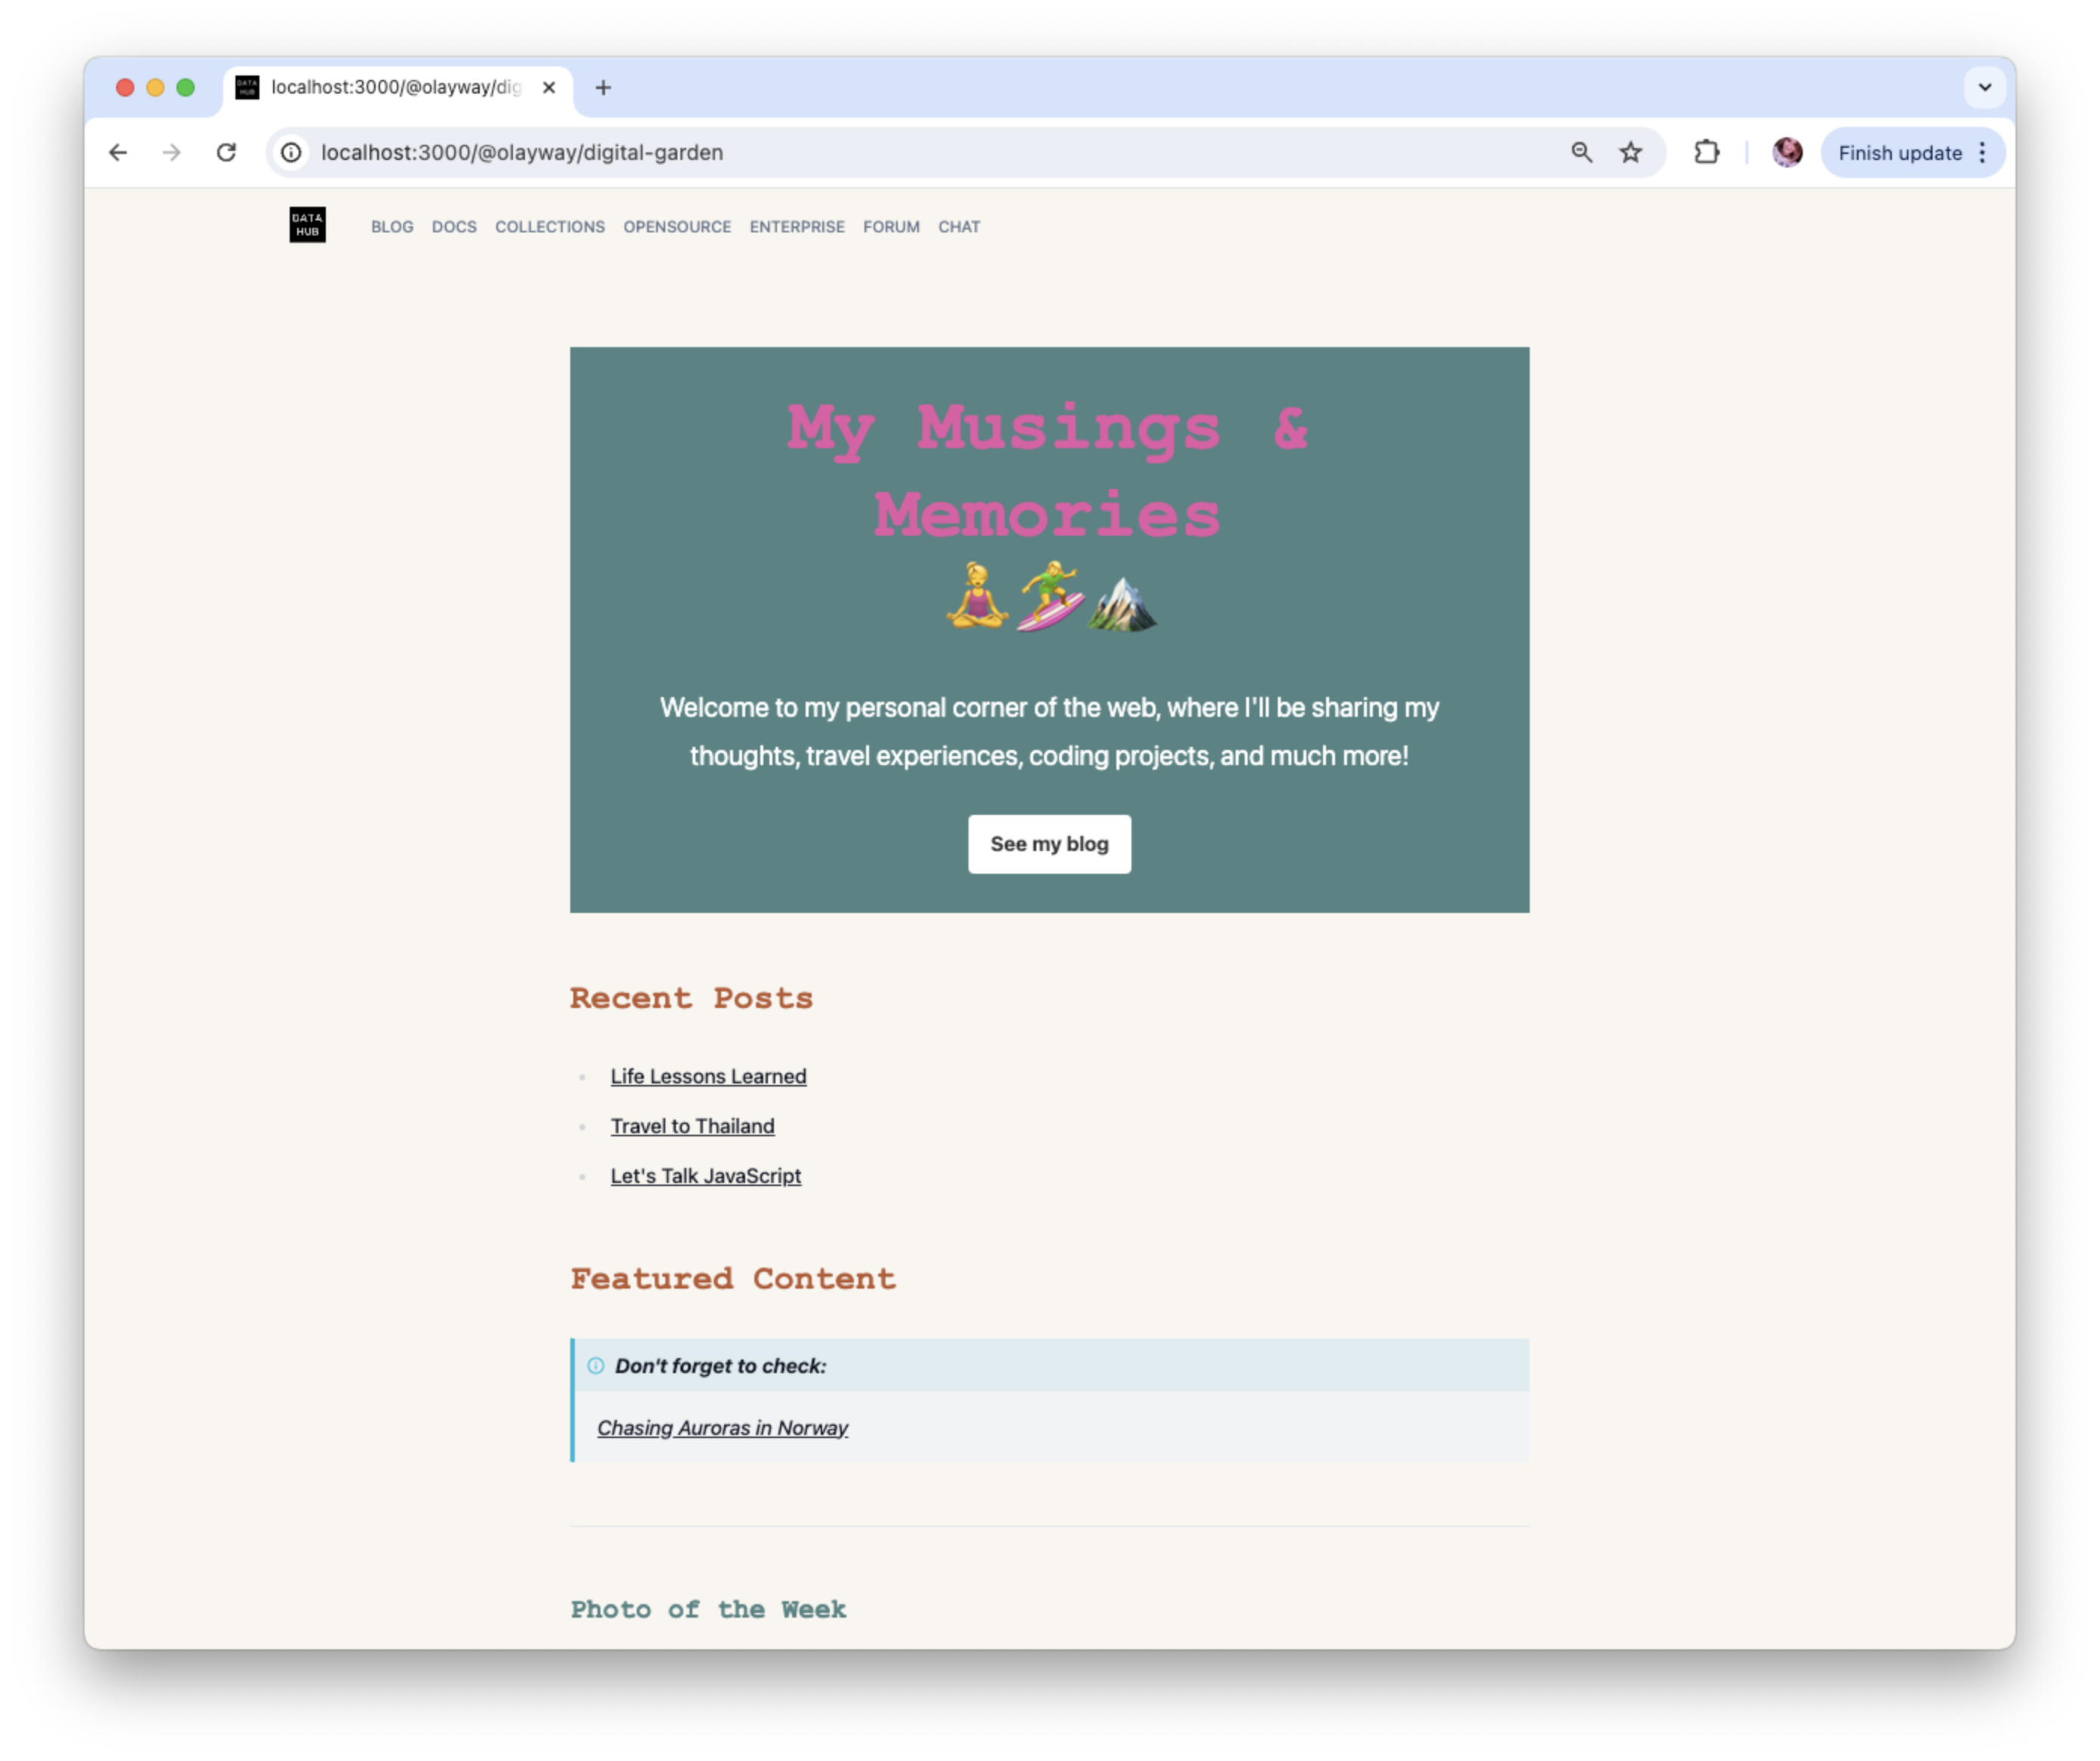 localhost:3000/@olayway/dig
localhost:3000/@olayway/digital-garden
Finish update
DATA
HUB
BLOG DOCS COLLECTIONS OPENSOURCE ENTERPRISE FORUM CHAT
My Musings &
Memories
Welcome to my personal corner of the web, where I'll be sharing my
thoughts, travel experiences, coding projects, and much more!
See my blog
Recent Posts
Life Lessons Learned
Travel to Thailand
Let's Talk JavaScript
Featured Content
Don't forget to check:
Chasing Auroras in Norway
Photo of the Week